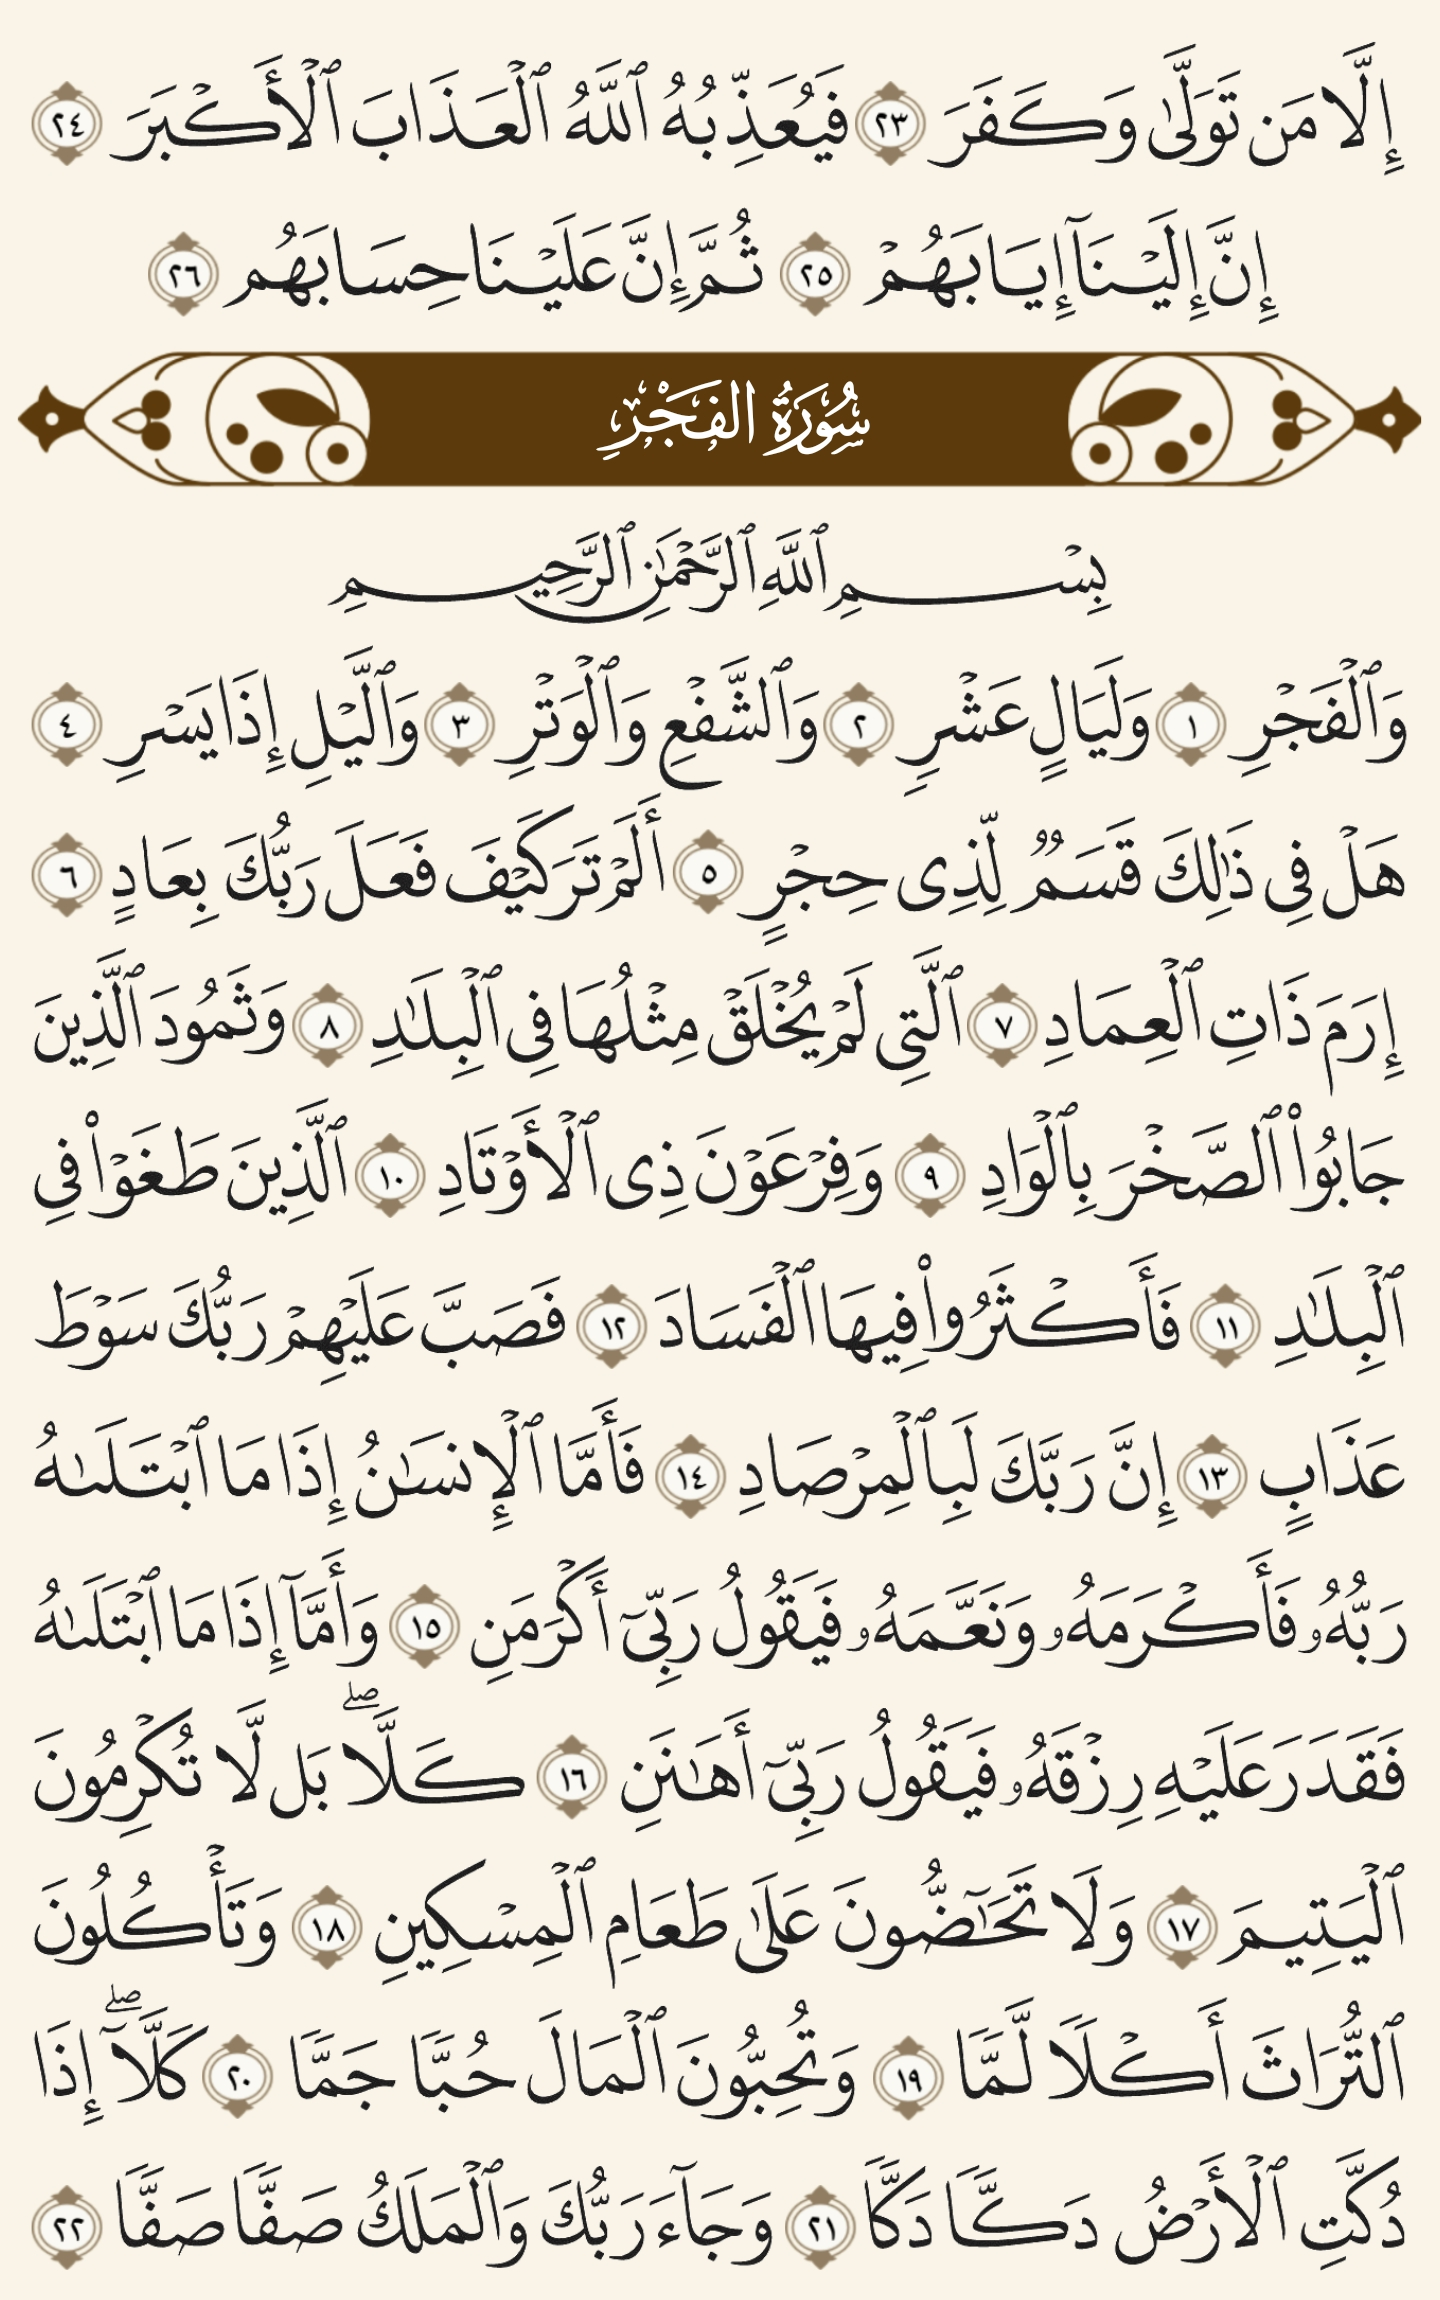 إِلَّا مَن تَوَلَّىٰ وَكَفَرَ ٢٣ فَيُعَذِّبُهُ ٱللَّهُ ٱلْعَذَابَ ٱلْأَكْبَرَ ٢٤
إِنَّ إِلَيْنَآ إِيَابَهُمْ ٢٥ ثُمَّ إِنَّ عَلَيْنَا حِسَابَهُم ٢٦
سُورَةُ الفَجْرِ
بِسْمِ ٱللَّهِ ٱلرَّحْمَٰنِ ٱلرَّحِيمِ
وَٱلْفَجْرِ ١ وَلَيَالٍ عَشْرٍ ٢ وَٱلشَّفْعِ وَٱلْوَتْرِ ٣ وَٱلَّيْلِ إِذَا يَسْرِ ٤
هَلْ فِى ذَٰلِكَ قَسَمٌ لِّذِى حِجْرٍ ٥ أَلَمْ تَرَ كَيْفَ فَعَلَ رَبُّكَ بِعَادٍ ٦
إِرَمَ ذَاتِ ٱلْعِمَادِ ٧ ٱلَّتِى لَمْ يُخْلَقْ مِثْلُهَا فِى ٱلْبِلَٰدِ ٨ وَثَمُودَ ٱلَّذِينَ
جَابُوا۟ ٱلصَّخْرَ بِٱلْوَادِ ٩ وَفِرْعَوْنَ ذِى ٱلْأَوْتَادِ ١٠ ٱلَّذِينَ طَغَوْا۟ فِى
ٱلْبِلَٰدِ ١١ فَأَكْثَرُوا۟ فِيهَا ٱلْفَسَادَ ١٢ فَصَبَّ عَلَيْهِمْ رَبُّكَ سَوْطَ
عَذَابٍ ١٣ إِنَّ رَبَّكَ لَبِٱلْمِرْصَادِ ١٤ فَأَمَّا ٱلْإِنسَٰنُ إِذَا مَا ٱبْتَلَىٰهُ
رَبُّهُۥ فَأَكْرَمَهُۥ وَنَعَّمَهُۥ فَيَقُولُ رَبِّىٓ أَكْرَمَنِ ١٥ وَأَمَّآ إِذَا مَا ٱبْتَلَىٰهُ
فَقَدَرَ عَلَيْهِ رِزْقَهُۥ فَيَقُولُ رَبِّىٓ أَهَٰنَنِ ١٦ كَلَّا ۖ بَل لَّا تُكْرِمُونَ
ٱلْيَتِيمَ ١٧ وَلَا تَحَٰٓضُّونَ عَلَىٰ طَعَامِ ٱلْمِسْكِينِ ١٨ وَتَأْكُلُونَ
ٱلتُّرَاثَ أَكْلًا لَّمًّا ١٩ وَتُحِبُّونَ ٱلْمَالَ حُبًّا جَمًّا ٢٠ كَلَّآ ۖ إِذَا
دُكَّتِ ٱلْأَرْضُ دَكًّا دَكًّا ٢١ وَجَآءَ رَبُّكَ وَٱلْمَلَكُ صَفًّا صَفًّا ٢٢